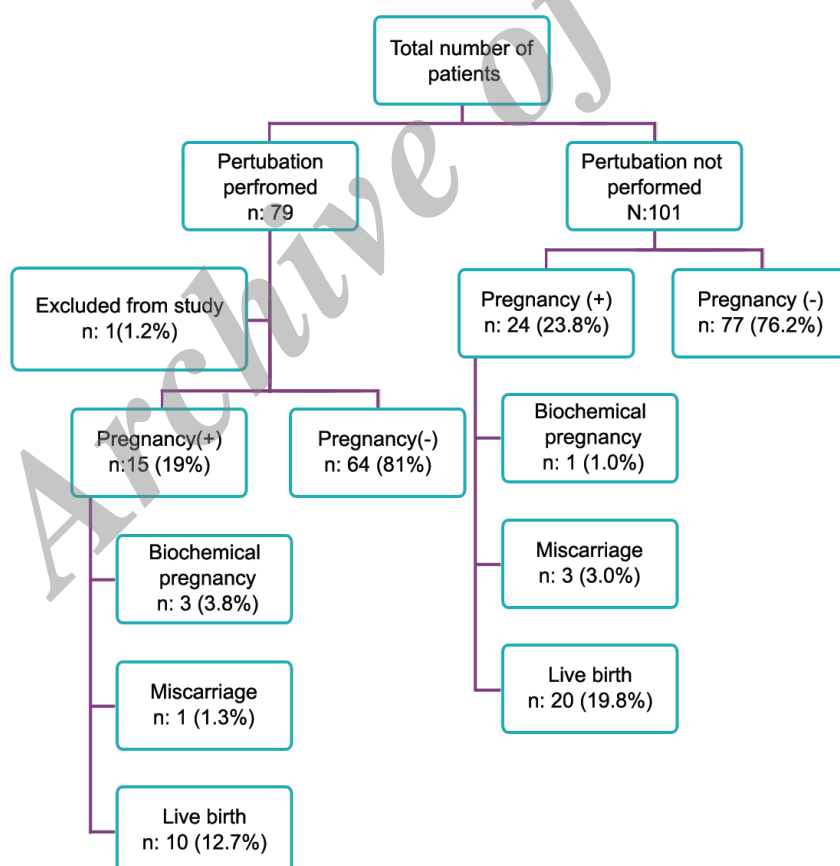 Total number of
patients
Pertubation
perfromed
n: 79
Pertubation not
performed
N:101
Excluded from study
n: 1(1.2%)
Pregnancy (+)
n: 24 (23.8%)
Pregnancy (-)
n: 77 (76.2%)
Pregnancy(+)
n:15 (19%)
Pregnancy(-)
n: 64 (81%)
Biochemical
pregnancy
n: 1 (1.0%)
Biochemical
pregnancy
n: 3 (3.8%)
Miscarriage
n: 3 (3.0%)
Miscarriage
n: 1 (1.3%)
Live birth
n: 20 (19.8%)
Live birth
n: 10 (12.7%)
Archive of